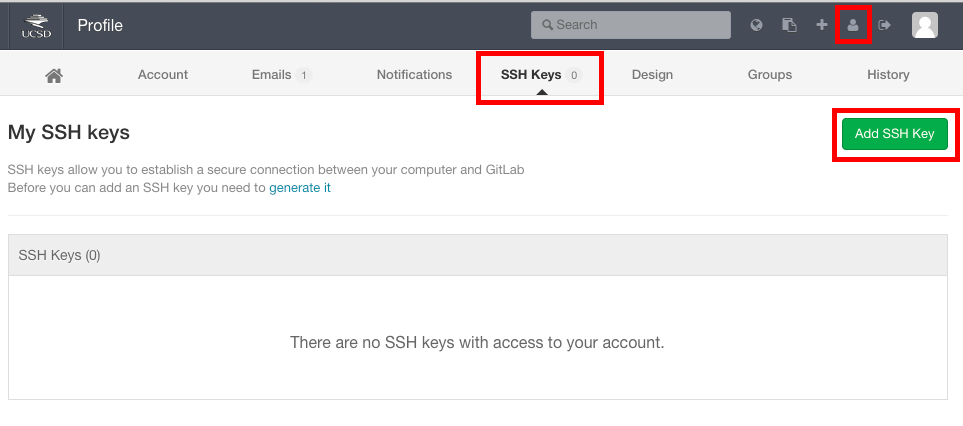 UCSD
Profile
Search
Account
Emails 1
Notifications
SSH Keys 0
Design
Groups
History
My SSH keys
Add SSH Key
SSH keys allow you to establish a secure connection between your computer and GitLab
Before you can add an SSH key you need to generate it
SSH Keys (0)
There are no SSH keys with access to your account.